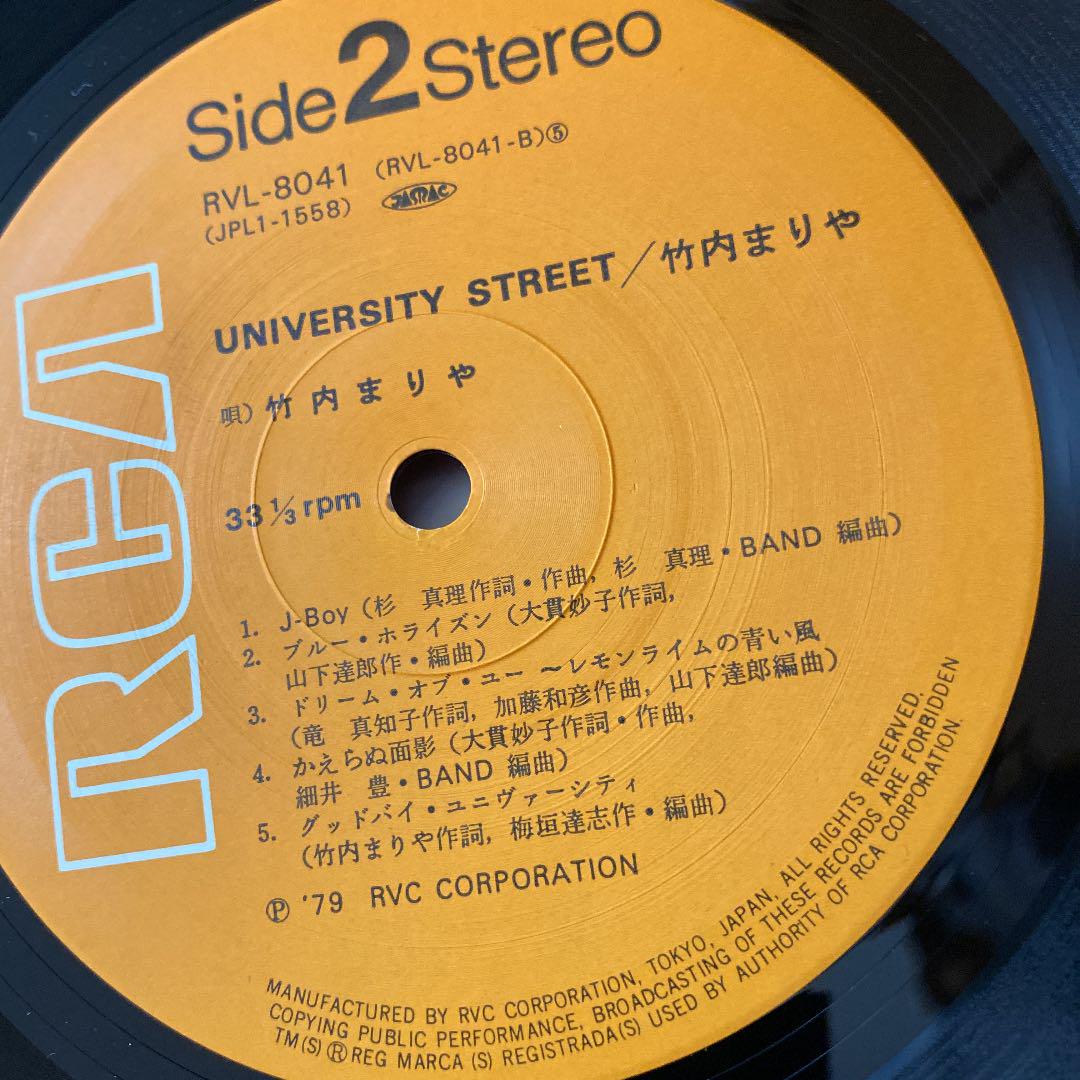 Side 2 Stereo
RVL-8041 (RVL-8041-B)⑤
(JPL1-1558) JASRAC
UNIVERSITY STREET/竹内まりや
唄)竹内まりや
33 1/3 rpm
1. J-Boy (杉 真理作詞・作曲, 杉 真理・BAND 編曲)
2. ブルー・ホライズン (大貫妙子作詞,
山下達郎作・編曲)
3. ドリーム・オブ・ユー 〜レモンライムの青い風
(竜 真知子作詞, 加藤和彦作曲, 山下達郎編曲)
4. かえらぬ面影 (大貫妙子作詞・作曲,
細井 豊・BAND 編曲)
5. グッドバイ・ユニヴァーシティ
(竹内まりや作詞, 梅垣達志作・編曲)
Ⓟ '79 RVC CORPORATION
RCA
MANUFACTURED BY RVC CORPORATION, TOKYO, JAPAN, ALL RIGHTS RESERVED.
COPYING PUBLIC PERFORMANCE, BROADCASTING OF THESE RECORDS ARE FORBIDDEN
TM(S) ® REG MARCA (S) REGISTRADA(S) USED BY AUTHORITY OF RCA CORPORATION.